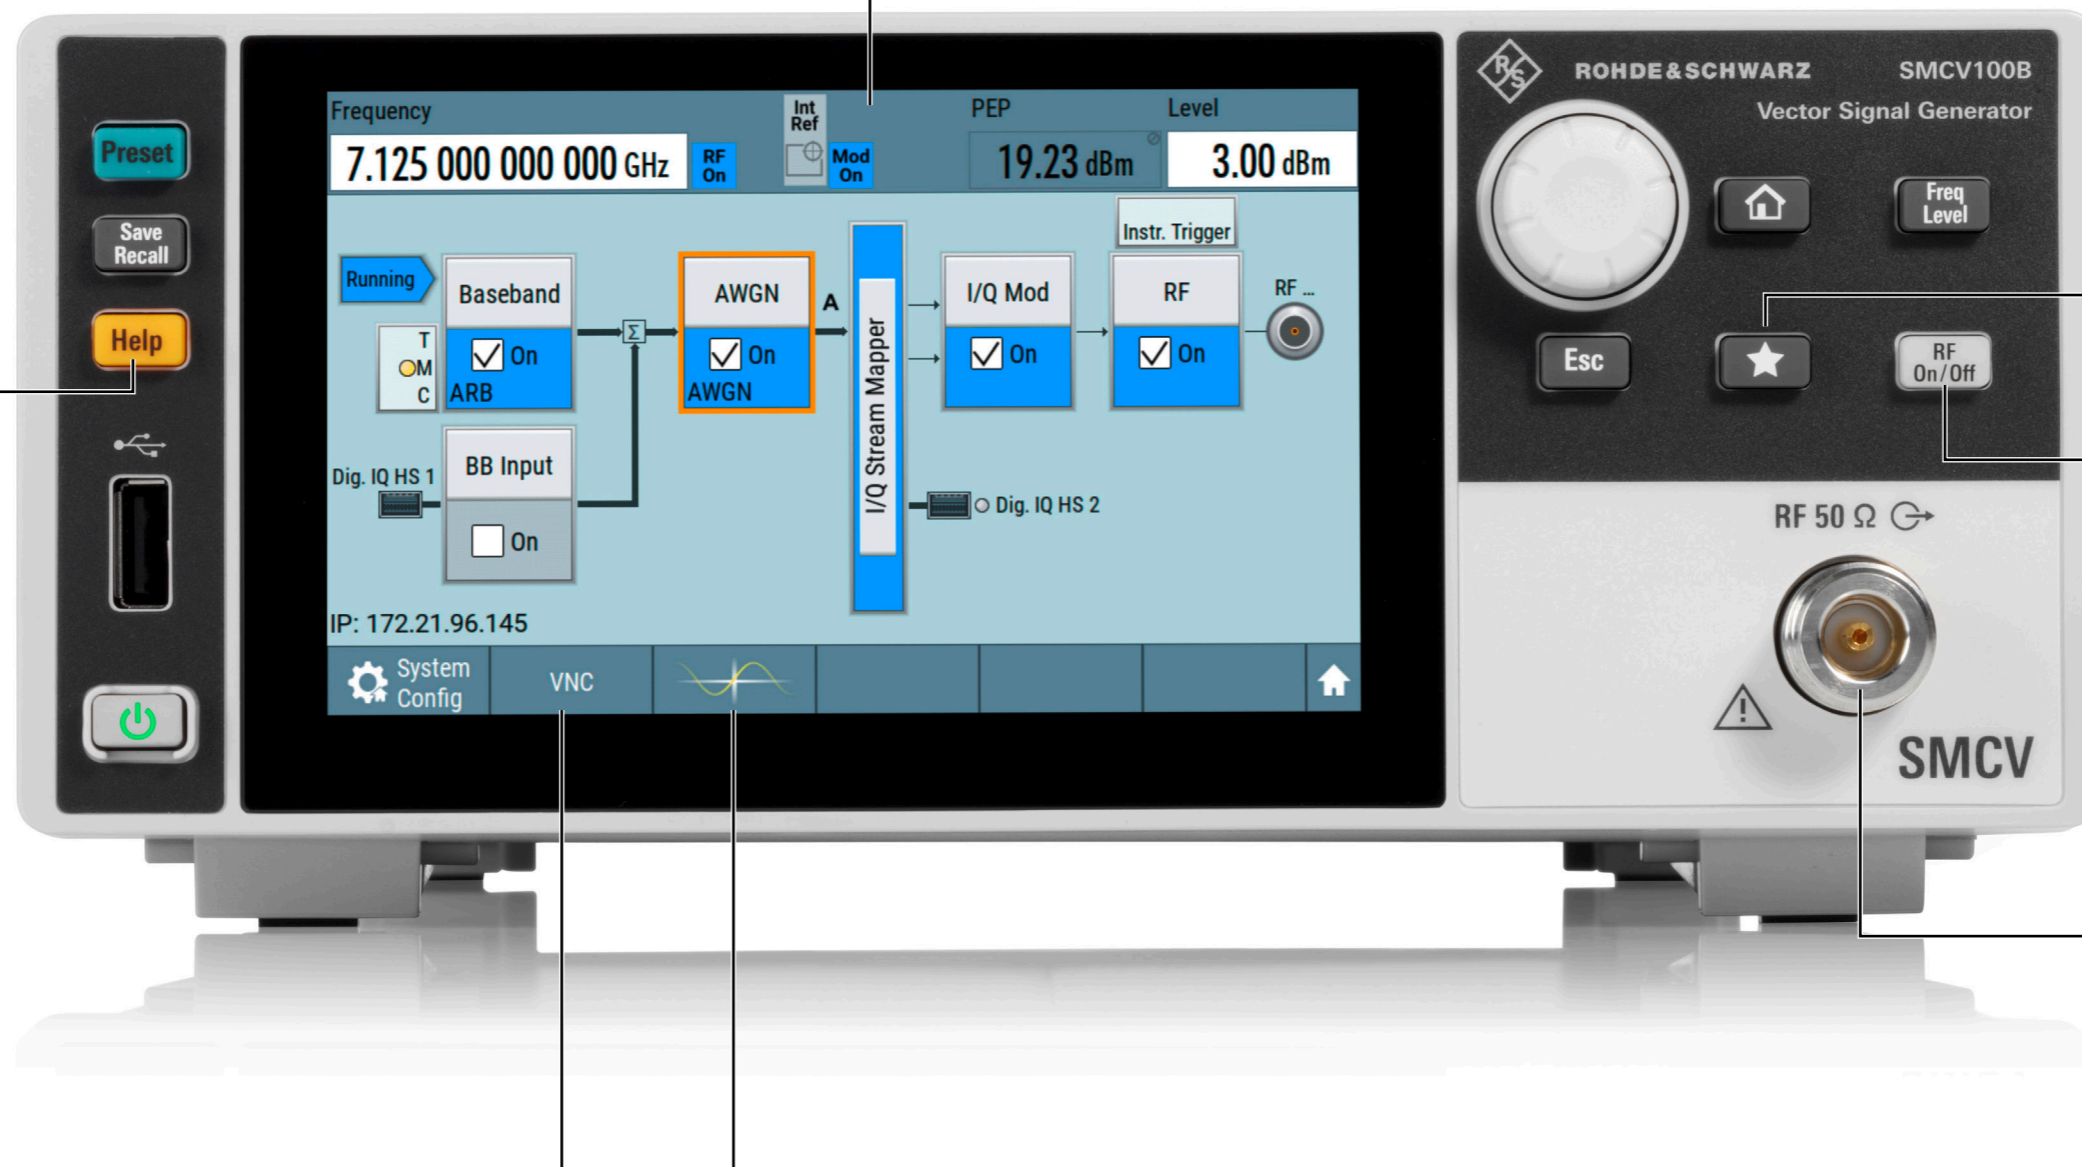 Preset
Save
Recall
Help
Frequency
7.125 000 000 000 GHz
RF
On
Int
Ref
Mod
On
PEP
19.23 dBm
Level
3.00 dBm
Running
T
M
C
Baseband
On
ARB
Σ
AWGN
On
AWGN
A
I/Q Stream Mapper
I/Q Mod
On
Instr. Trigger
RF
On
RF ...
Dig. IQ HS 1
BB Input
On
Dig. IQ HS 2
IP: 172.21.96.145
System
Config
VNC
R
S
ROHDE&SCHWARZ
SMCV100B
Vector Signal Generator
Freq
Level
Esc
RF
On/Off
RF 50 Ω
SMCV